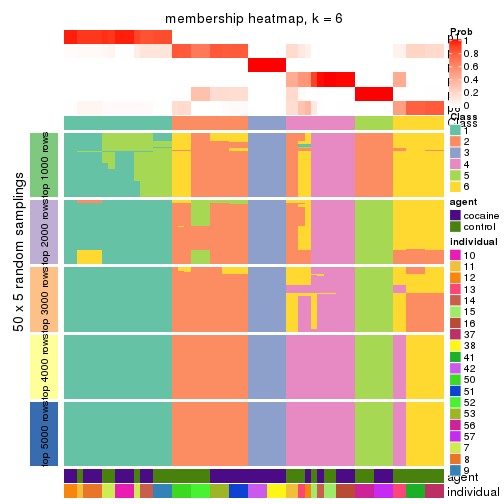 membership heatmap, k = 6
50 x 5 random samplings
top 1000 rows
top 2000 rows
top 3000 rows
top 4000 rows
top 5000 rows
p1
Class
agent
individual
Prob
1
0.8
0.6
0.4
0.2
0
Class
1
2
3
4
5
6
agent
cocaine
control
individual
10
11
12
13
14
15
16
37
38
41
42
50
51
52
53
56
57
7
8
9